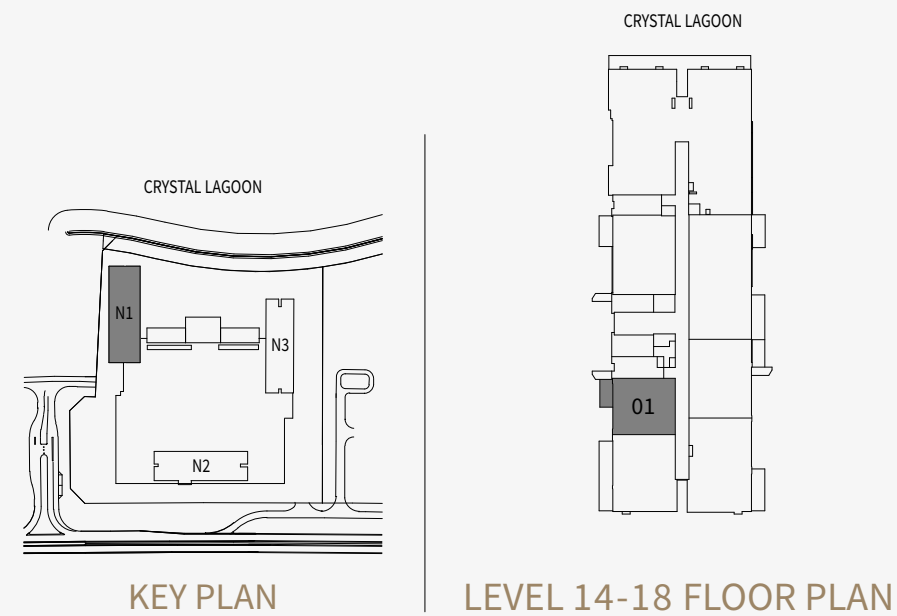 CRYSTAL LAGOON
N1
N3
N2
KEY PLAN
CRYSTAL LAGOON
01
LEVEL 14-18 FLOOR PLAN